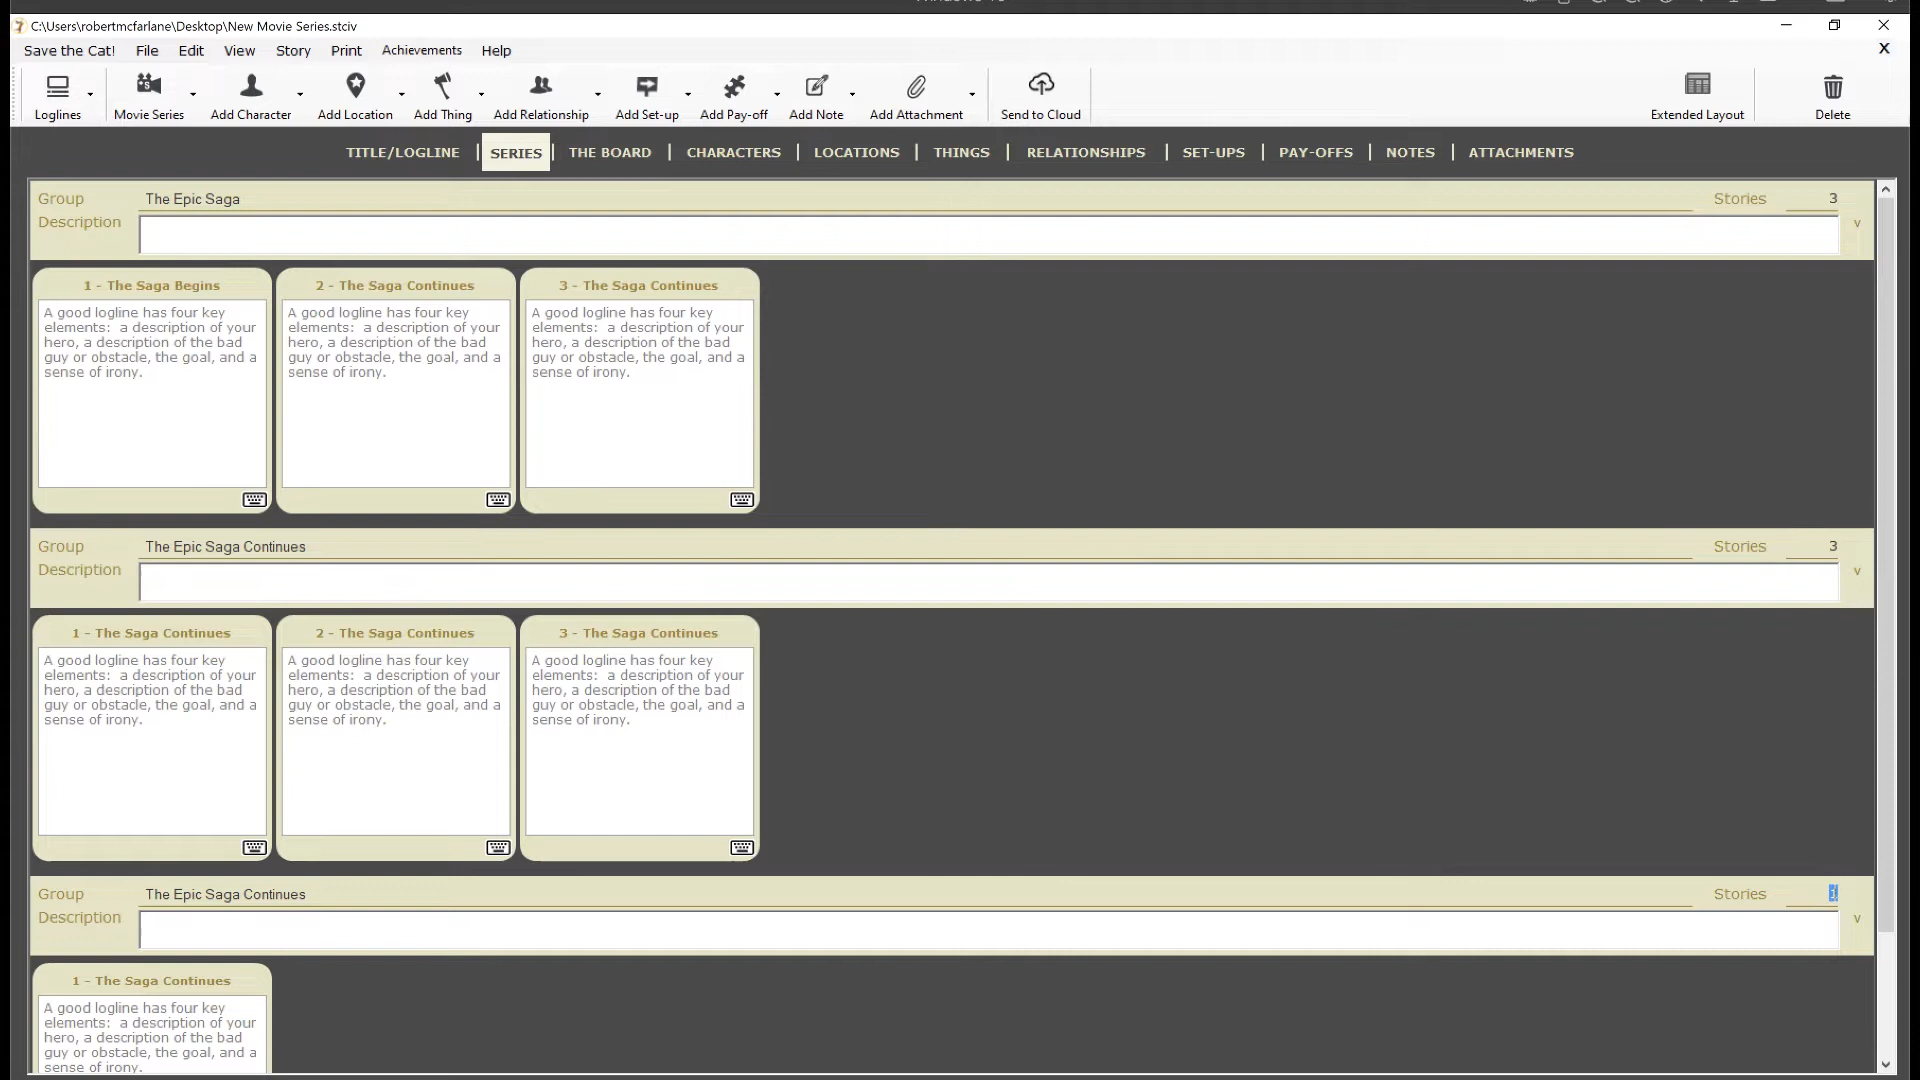 C:\Users\robertmcfarlane\Desktop\New Movie Series.stciv
Save the Cat! File Edit View Story Print Achievements Help X
Loglines Movie Series Add Character Add Location Add Thing Add Relationship Add Set-up Add Pay-off Add Note Add Attachment Send to Cloud Extended Layout Delete
TITLE/LOGLINE | SERIES | THE BOARD | CHARACTERS | LOCATIONS | THINGS | RELATIONSHIPS | SET-UPS | PAY-OFFS | NOTES | ATTACHMENTS
Group The Epic Saga Stories 3
Description v
1 - The Saga Begins
A good logline has four key
elements: a description of your
hero, a description of the bad
guy or obstacle, the goal, and a
sense of irony.
2 - The Saga Continues
A good logline has four key
elements: a description of your
hero, a description of the bad
guy or obstacle, the goal, and a
sense of irony.
3 - The Saga Continues
A good logline has four key
elements: a description of your
hero, a description of the bad
guy or obstacle, the goal, and a
sense of irony.
Group The Epic Saga Continues Stories 3
Description v
1 - The Saga Continues
A good logline has four key
elements: a description of your
hero, a description of the bad
guy or obstacle, the goal, and a
sense of irony.
2 - The Saga Continues
A good logline has four key
elements: a description of your
hero, a description of the bad
guy or obstacle, the goal, and a
sense of irony.
3 - The Saga Continues
A good logline has four key
elements: a description of your
hero, a description of the bad
guy or obstacle, the goal, and a
sense of irony.
Group The Epic Saga Continues Stories 1
Description v
1 - The Saga Continues
A good logline has four key
elements: a description of your
hero, a description of the bad
guy or obstacle, the goal, and a
sense of irony.